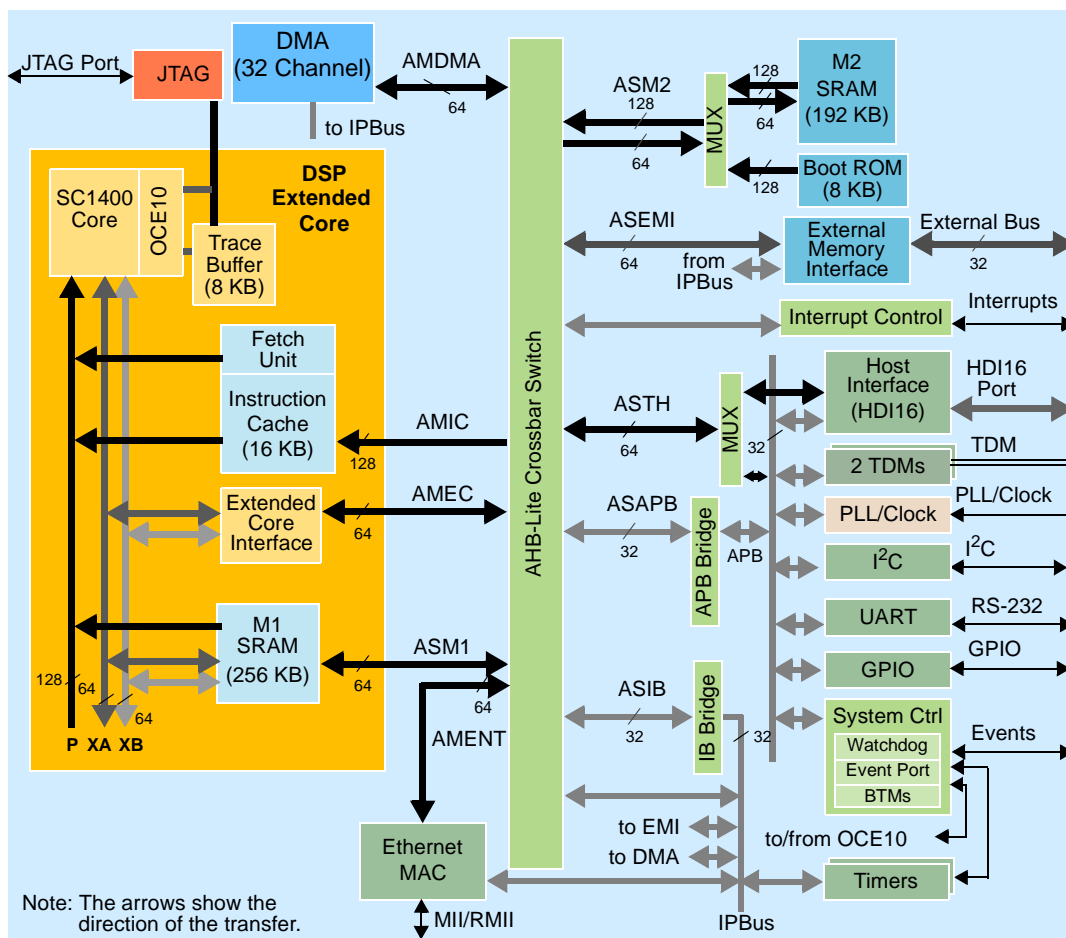 JTAG Port
JTAG
DMA
(32 Channel)
AMDMA
64
to IPBus
DSP
Extended
Core
SC1400
Core
OCE10
Trace
Buffer
(8 KB)
Fetch
Unit
Instruction
Cache
(16 KB)
AMIC
128
Extended
Core
Interface
AMEC
64
M1
SRAM
(256 KB)
ASM1
64
128
64
64
P
XA
XB
64
AMENT
Ethernet
MAC
MII/RMII
Note: The arrows show the
direction of the transfer.
AHB-Lite Crossbar Switch
ASM2
128
64
MUX
128
64
128
M2
SRAM
(192 KB)
Boot ROM
(8 KB)
ASEMI
64
from
IPBus
External
Memory
Interface
External Bus
32
Interrupt Control
Interrupts
ASTH
64
MUX
32
Host
Interface
(HDI16)
HDI16
Port
2 TDMs
TDM
ASAPB
32
APB Bridge
APB
PLL/Clock
PLL/Clock
I2C
I2C
UART
RS-232
GPIO
GPIO
ASIB
32
IB Bridge
32
System Ctrl
Watchdog
Event Port
BTMs
Events
to EMI
to DMA
to/from OCE10
Timers
IPBus